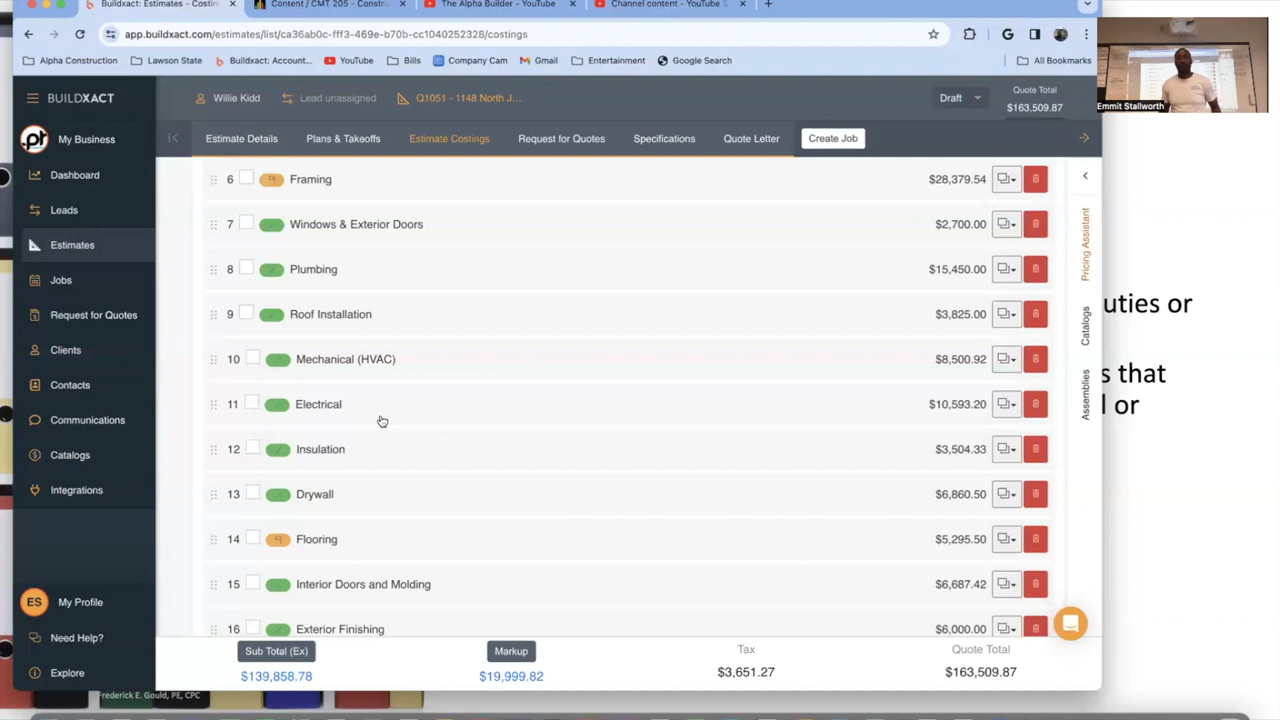 Buildxact: Estimates - Costin
Content / CMT 205 - Constru
The Alpha Builder - YouTube
Channel content - YouTube S
app.buildxact.com/estimates/list/ca36ab0c-fff3-469e-b70b-cc1040252328/costings
Alpha Construction
Lawson State
Buildxact: Account...
YouTube
Bills
Company Cam
Gmail
Entertainment
Google Search
All Bookmarks
Emmit Stallworth
BUILDXACT
Willie Kidd
Lead unassigned
Q1051 - 1148 North J...
Draft
Quote Total
$163,509.87
My Business
Estimate Details
Plans & Takeoffs
Estimate Costings
Request for Quotes
Specifications
Quote Letter
Create Job
Dashboard
Leads
Estimates
Jobs
Request for Quotes
Clients
Contacts
Communications
Catalogs
Integrations
ES My Profile
Need Help?
Explore
6 Framing $28,379.54
7 Windows & Exterior Doors $2,700.00
8 Plumbing $15,450.00
9 Roof Installation $3,825.00
10 Mechanical (HVAC) $8,500.92
11 Electrical $10,593.20
12 Insulation $3,504.33
13 Drywall $6,860.50
14 Flooring $5,295.50
15 Interior Doors and Molding $6,687.42
16 Exterior Finishing $6,000.00
Pricing Assistant
Catalogs
Assemblies
uties or
s that
l or
Sub Total (Ex)
$139,858.78
Markup
$19,999.82
Tax
$3,651.27
Quote Total
$163,509.87
Frederick E. Gould, PE, CPC